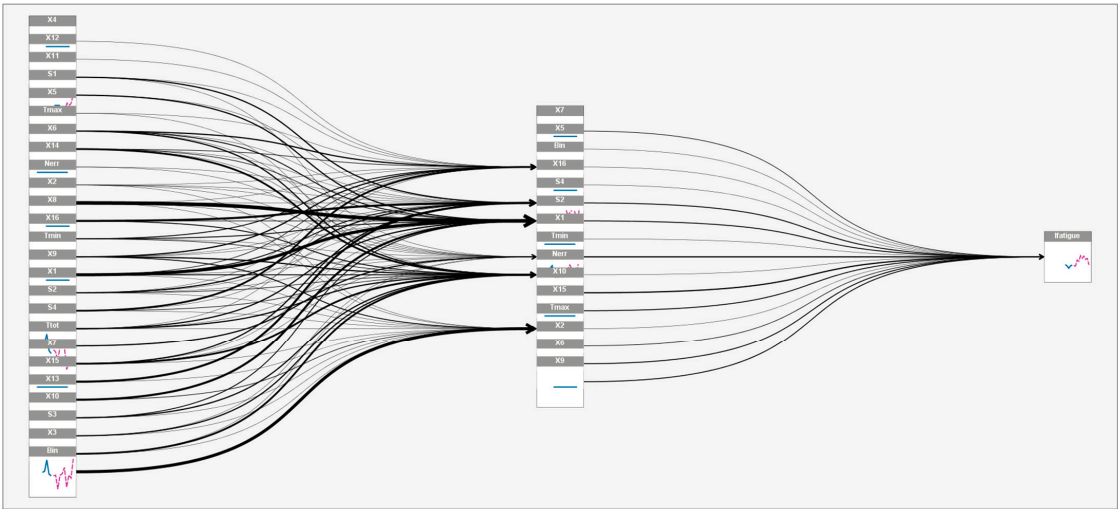 X4
X12
X11
S1
X5
Tmax
X6
X14
Nerr
X2
X8
X16
Tmin
X9
X1
S2
S4
Ttot
X7
X15
X13
X10
S3
X3
Bin
X7
X5
Bin
X16
S4
S2
X1
Tmin
Nerr
X10
X15
Tmax
X2
X6
X9
Ifatigue